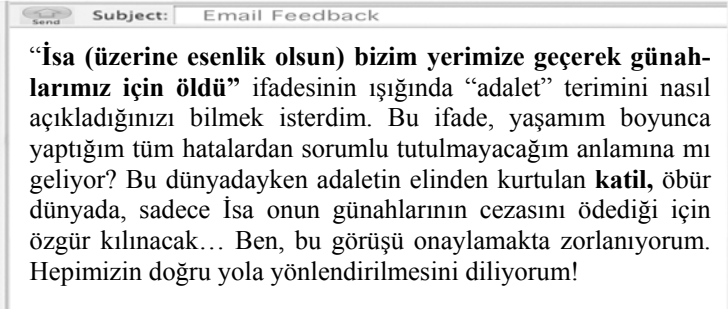 Send Subject: Email Feedback
“İsa (üzerine esenlik olsun) bizim yerimize geçerek günah-
larımız için öldü” ifadesinin ışığında “adalet” terimini nasıl
açıkladığınızı bilmek isterdim. Bu ifade, yaşamım boyunca
yaptığım tüm hatalardan sorumlu tutulmayacağım anlamına mı
geliyor? Bu dünyadayken adaletin elinden kurtulan katil, öbür
dünyada, sadece İsa onun günahlarının cezasını ödediği için
özgür kılınacak… Ben, bu görüşü onaylamakta zorlanıyorum.
Hepimizin doğru yola yönlendirilmesini diliyorum!